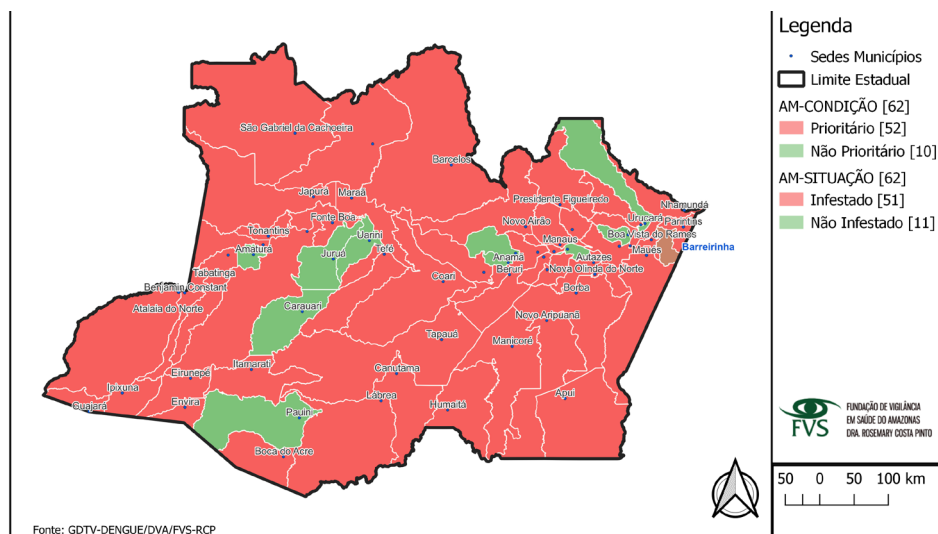 São Gabriel da Cachoeira
Barcelos
Japurá
Maraã
Presidente Figueiredo
Nhamundá
Fonte Boa
Novo Airão
Urucará
Parintins
Tonantins
Uarini
Manaus
Boa Vista do Ramos
Amaturá
Juruá
Tefé
Anamã
Autazes
Maués
Barreirinha
Tabatinga
Coari
Beruri
Nova Olinda do Norte
Benjamin Constant
Borba
Atalaia do Norte
Carauari
Novo Aripuanã
Tapauá
Manicoré
Itamarati
Canutama
Eirunepé
Ipixuna
Lábrea
Apuí
Guajará
Envira
Pauini
Humaitá
Boca do Acre
Fonte: GDTV-DENGUE/DVA/FVS-RCP
Legenda
Sedes Municípios
Limite Estadual
AM-CONDIÇÃO [62]
Prioritário [52]
Não Prioritário [10]
AM-SITUAÇÃO [62]
Infestado [51]
Não Infestado [11]
FVS
FUNDAÇÃO DE VIGILÂNCIA
EM SAÚDE DO AMAZONAS
DRA. ROSEMARY COSTA PINTO
50 0 50 100 km